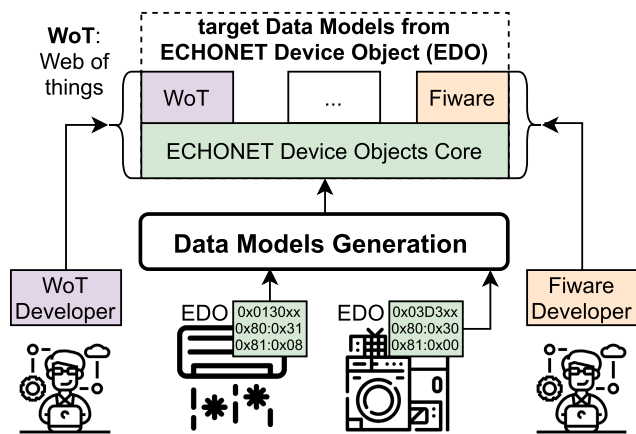 WoT:
Web of
things
target Data Models from
ECHONET Device Object (EDO)
WoT
...
Fiware
ECHONET Device Objects Core
Data Models Generation
WoT
Developer
EDO
0x0130xx
0x80:0x31
0x81:0x08
EDO
0x03D3xx
0x80:0x30
0x81:0x00
Fiware
Developer